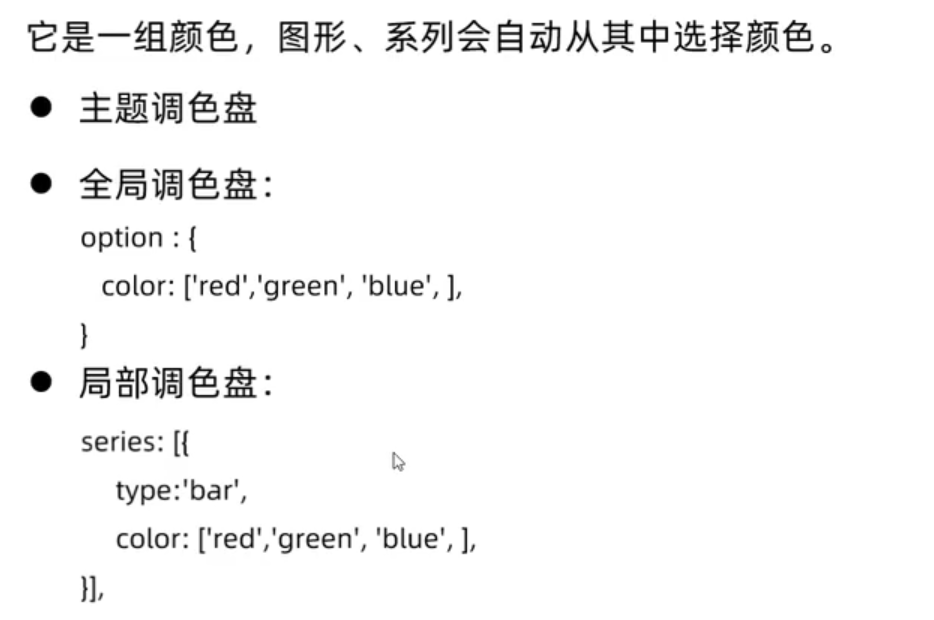 它是一组颜色，图形、系列会自动从其中选择颜色。
● 主题调色盘
● 全局调色盘：
option : {
color: ['red','green', 'blue', ],
}
● 局部调色盘：
series: [{
type:'bar',
color: ['red','green', 'blue', ],
}],